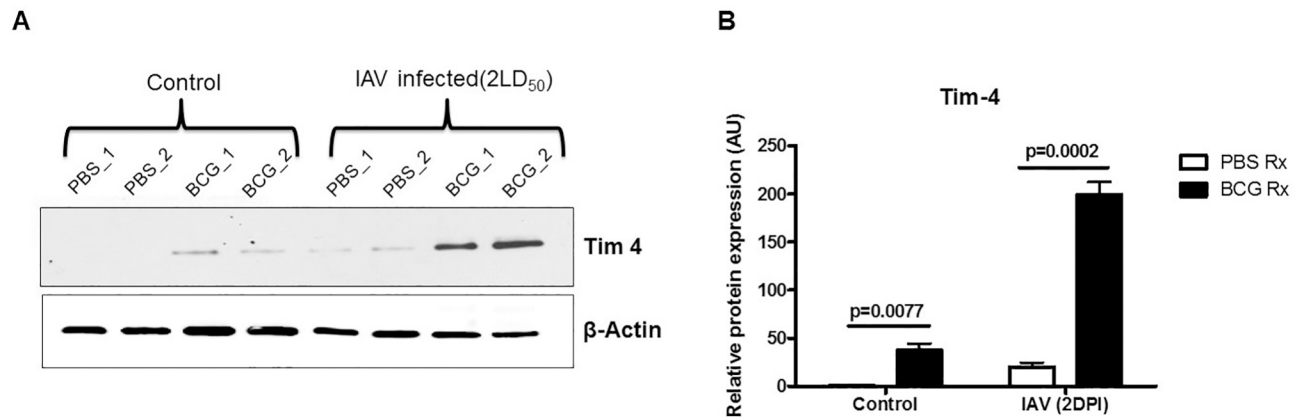 A
Control
IAV infected(2LD50)
PBS_1
PBS_2
BCG_1
BCG_2
PBS_1
PBS_2
BCG_1
BCG_2
Tim 4
β-Actin
B
Tim-4
Relative protein expression (AU)
250
200
150
100
50
0
p=0.0077
p=0.0002
Control
IAV (2DPI)
PBS Rx
BCG Rx